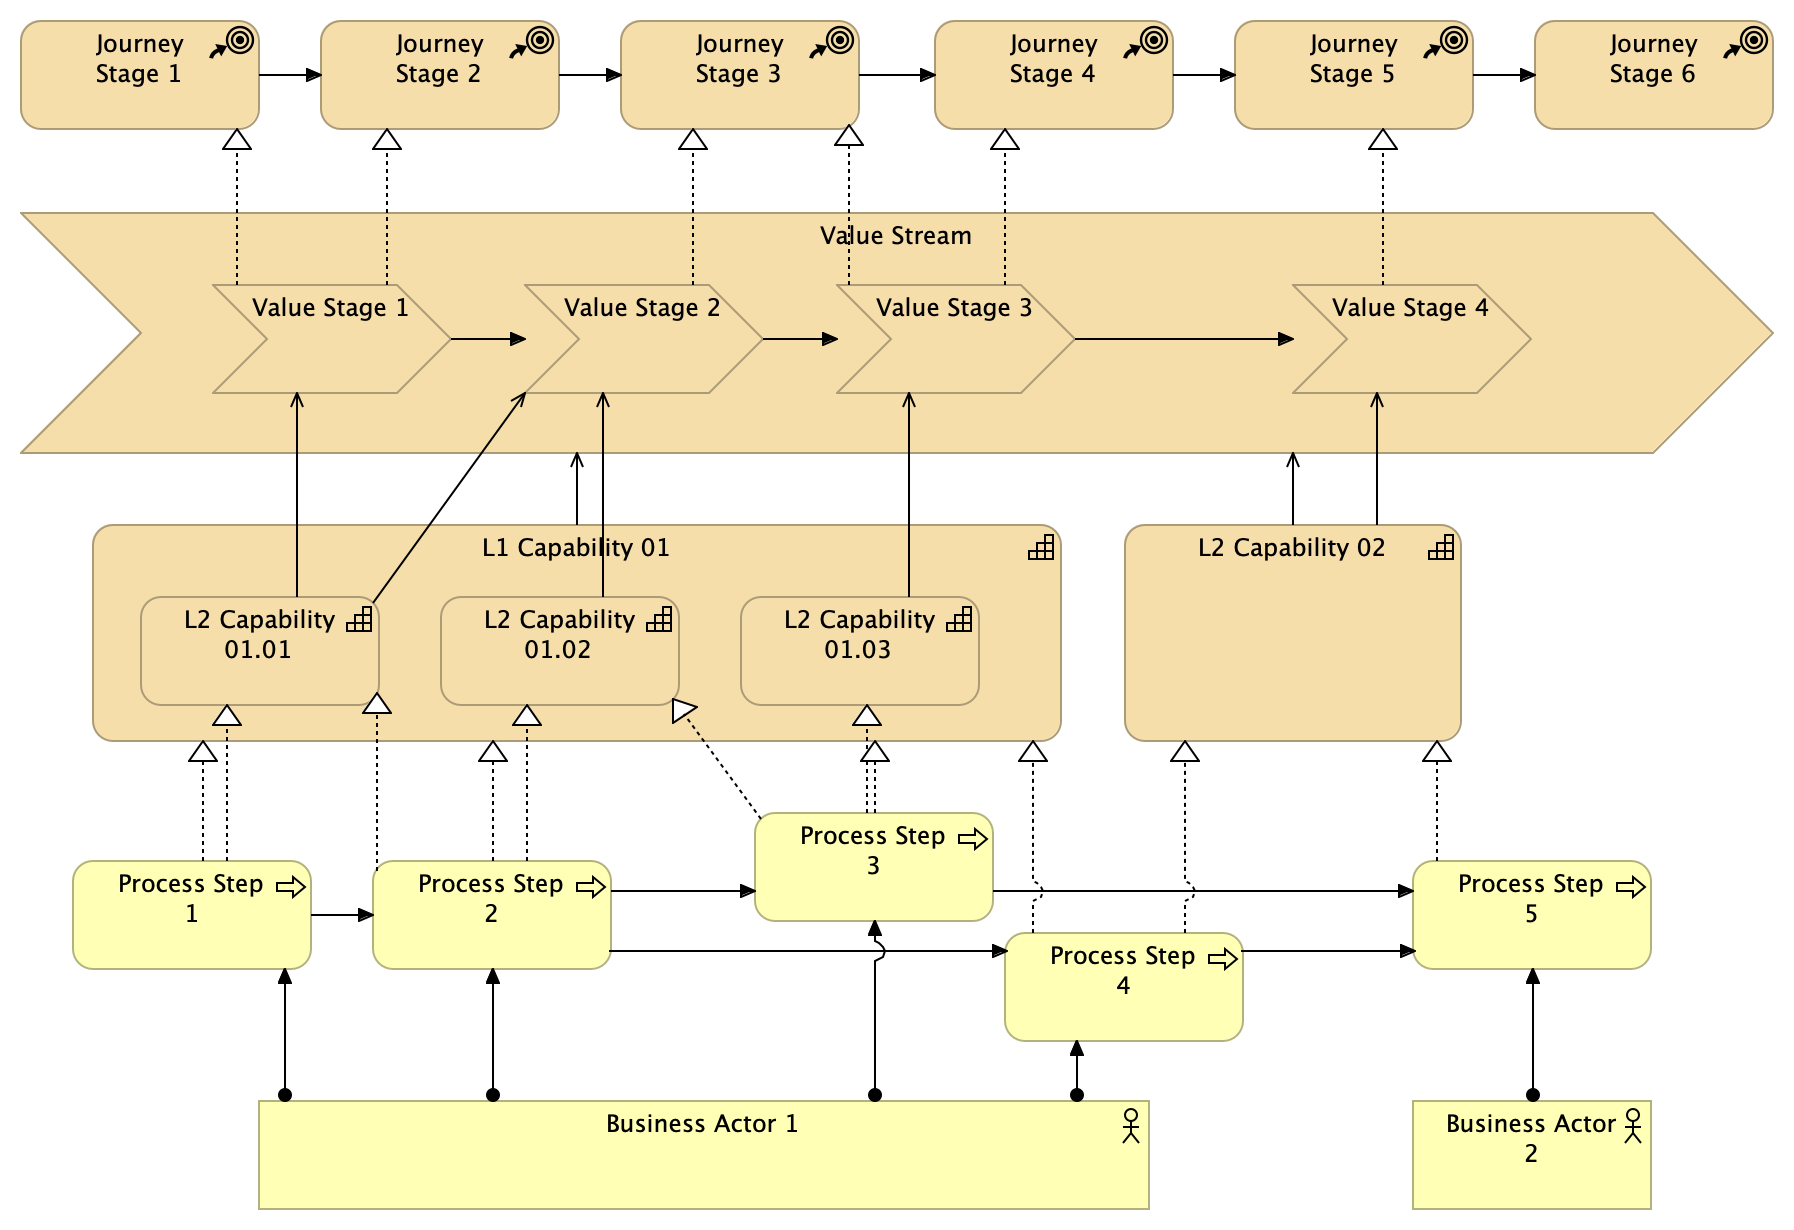 Journey
Stage 1
Journey
Stage 2
Journey
Stage 3
Journey
Stage 4
Journey
Stage 5
Journey
Stage 6
Value Stream
Value Stage 1
Value Stage 2
Value Stage 3
Value Stage 4
L1 Capability 01
L2 Capability 02
L2 Capability
01.01
L2 Capability
01.02
L2 Capability
01.03
Process Step
1
Process Step
2
Process Step
3
Process Step
4
Process Step
5
Business Actor 1
Business Actor
2